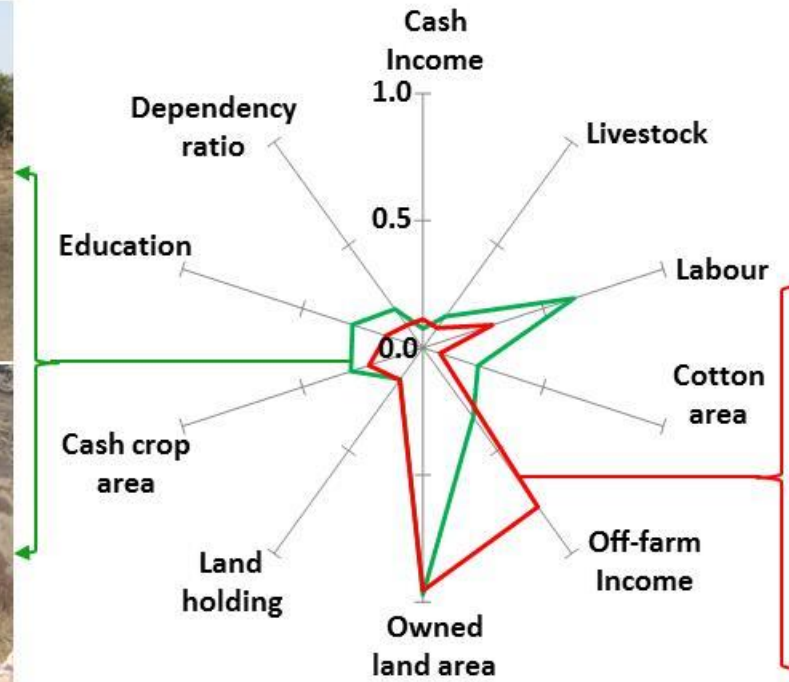 Cash
Income
1.0
Dependency
ratio
Livestock
0.5
Education
Labour
0.0
Cotton
area
Cash crop
area
Off-farm
Income
Land
holding
Owned
land area